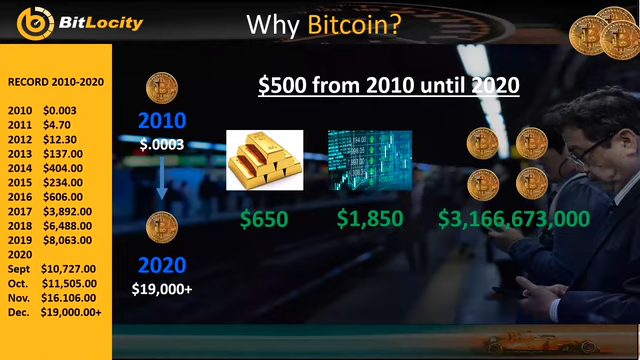 BitLocity
Why Bitcoin?
RECORD 2010-2020
2010 $0.003
2011 $4.70
2012 $12.30
2013 $137.00
2014 $404.00
2015 $234.00
2016 $606.00
2017 $3,892.00
2018 $6,488.00
2019 $8,063.00
2020
Sept $10,727.00
Oct. $11,505.00
Nov. $16.106.00
Dec. $19,000.00+
2010
$.0003
2020
$19,000+
$500 from 2010 until 2020
$650
$1,850
$3,166,673,000